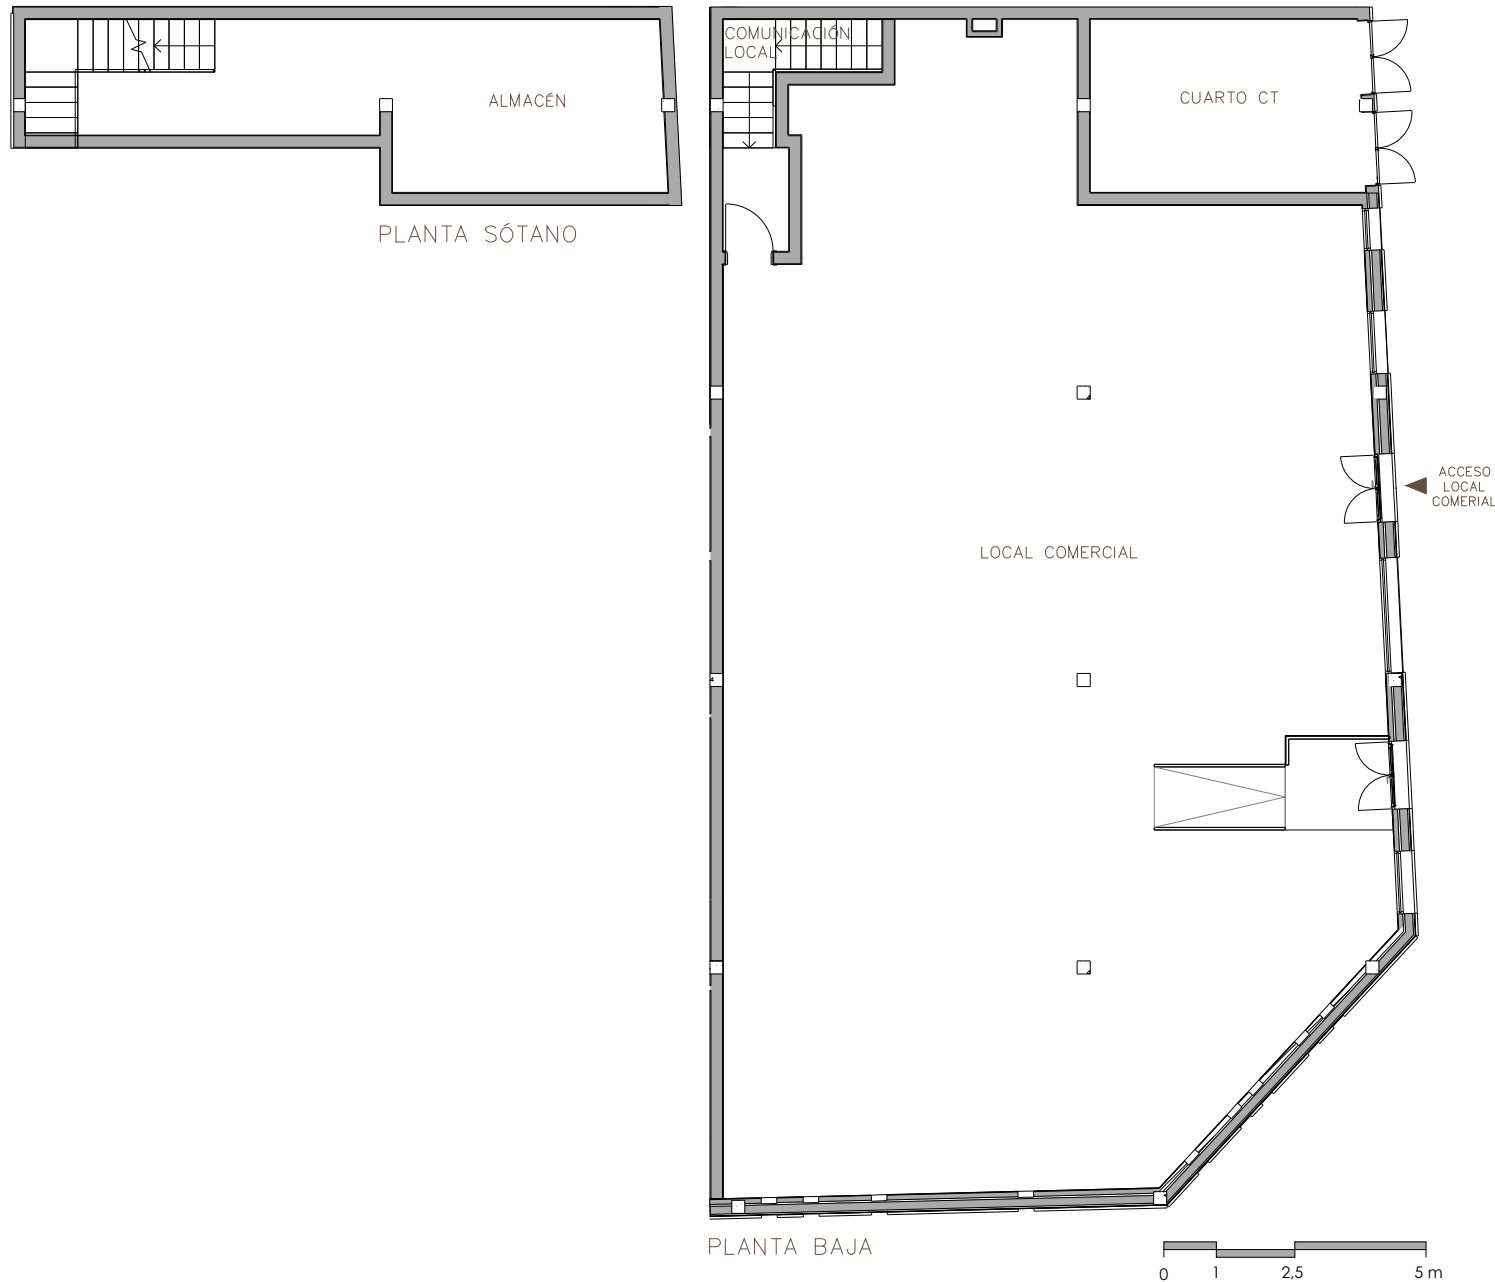 COMUNICACIÓN
LOCAL
ALMACÉN
CUARTO CT
PLANTA SÓTANO
ACCESO
LOCAL
COMERIAL
LOCAL COMERCIAL
PLANTA BAJA
0 1 2,5 5 m